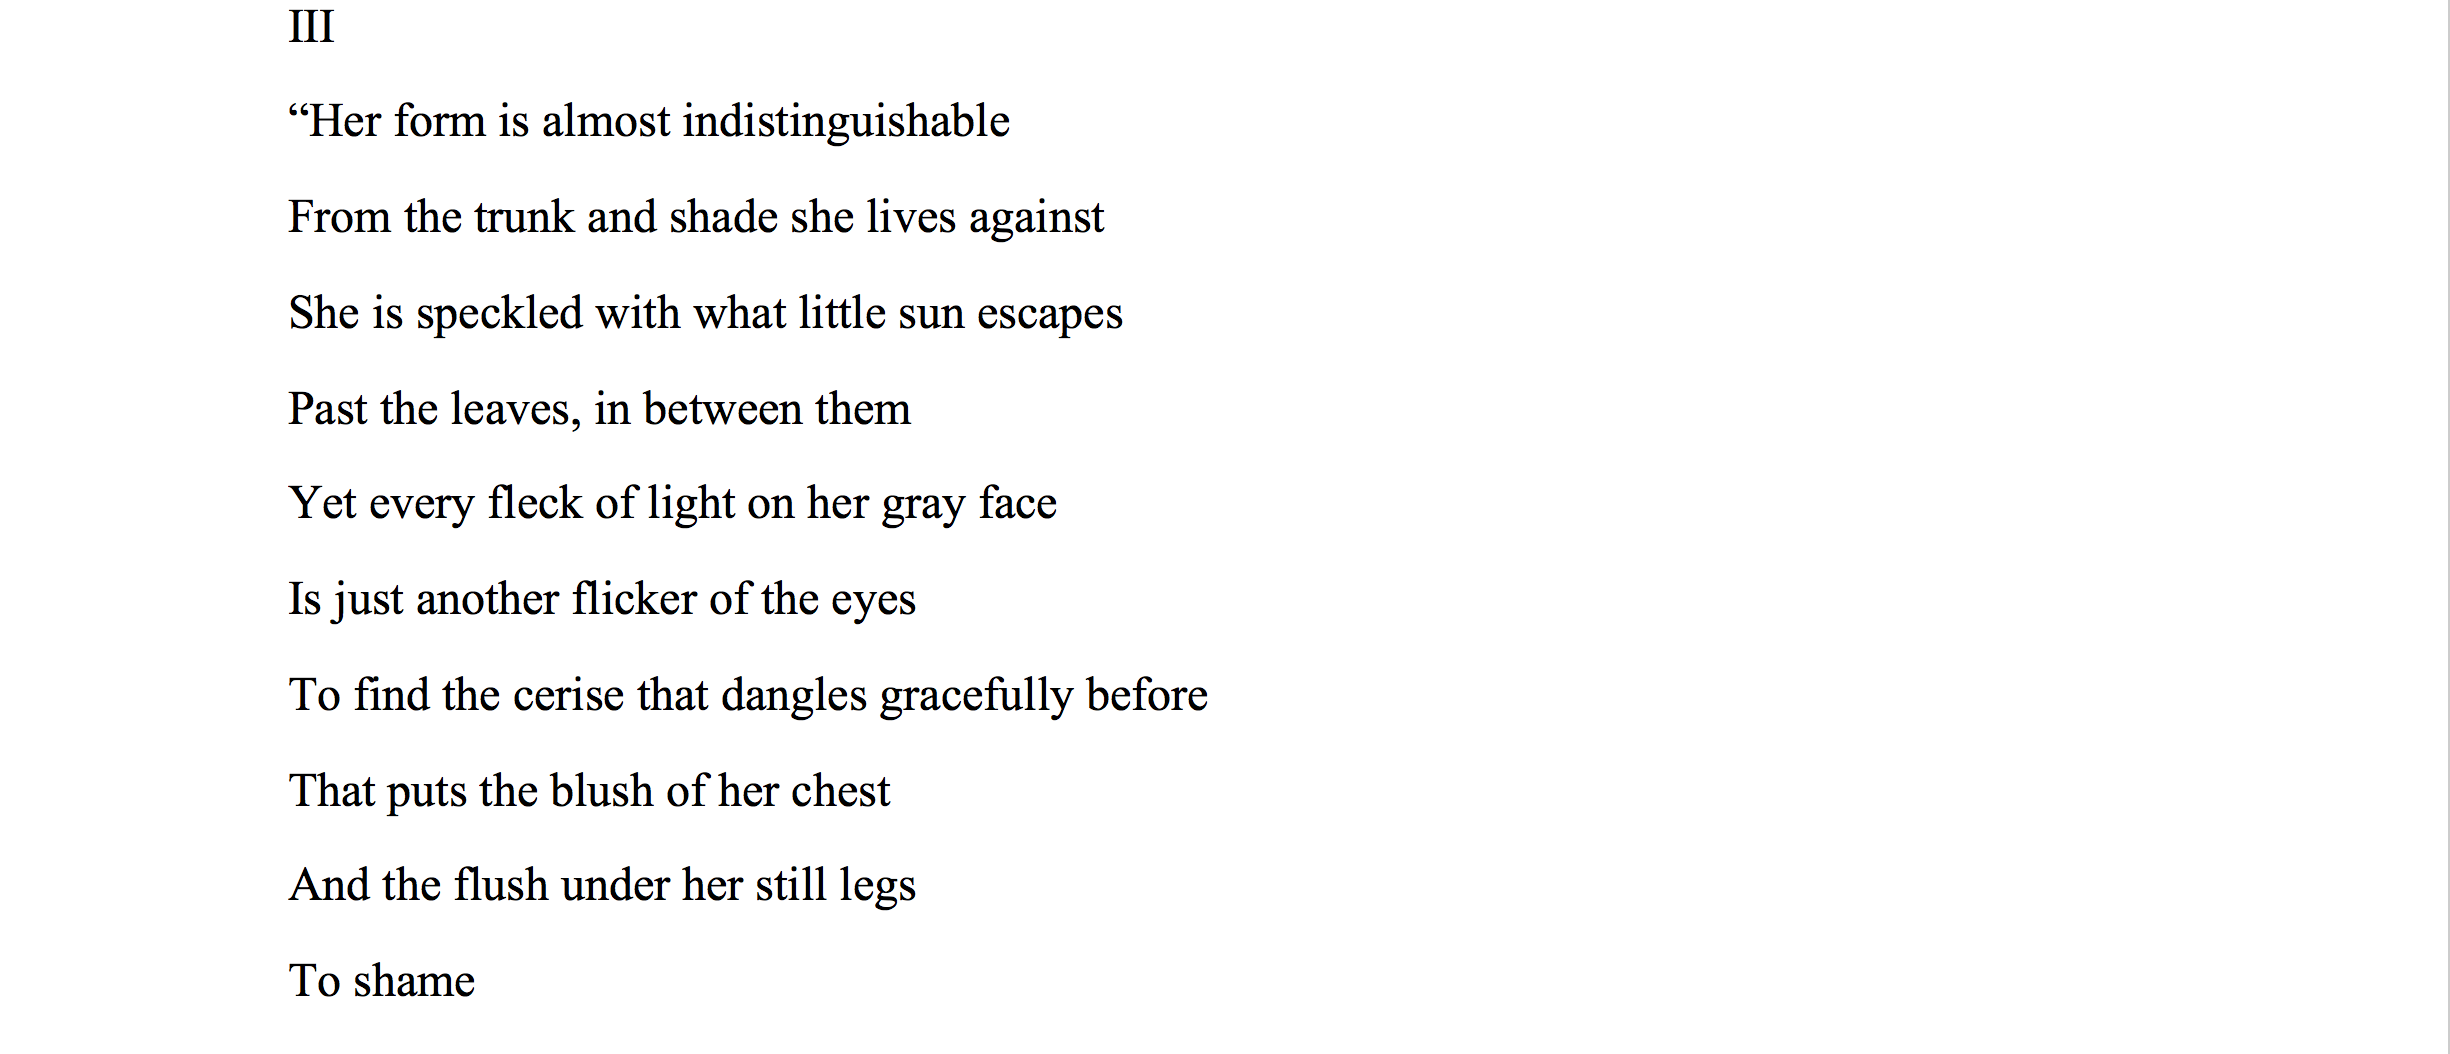 III
“Her form is almost indistinguishable
From the trunk and shade she lives against
She is speckled with what little sun escapes
Past the leaves, in between them
Yet every fleck of light on her gray face
Is just another flicker of the eyes
To find the cerise that dangles gracefully before
That puts the blush of her chest
And the flush under her still legs
To shame